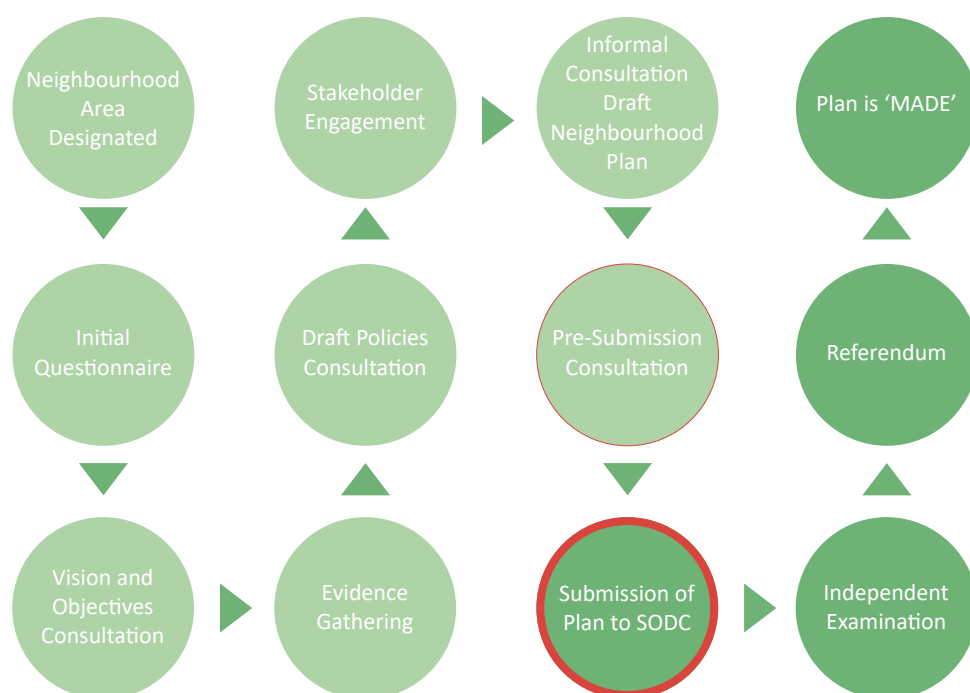 Neighbourhood
Area
Designated
Initial
Questionnaire
Vision and
Objectives
Consultation
Evidence
Gathering
Draft Policies
Consultation
Stakeholder
Engagement
Informal
Consultation
Draft
Neighbourhood
Plan
Pre-Submission
Consultation
Submission of
Plan to SODC
Independent
Examination
Referendum
Plan is ‘MADE’